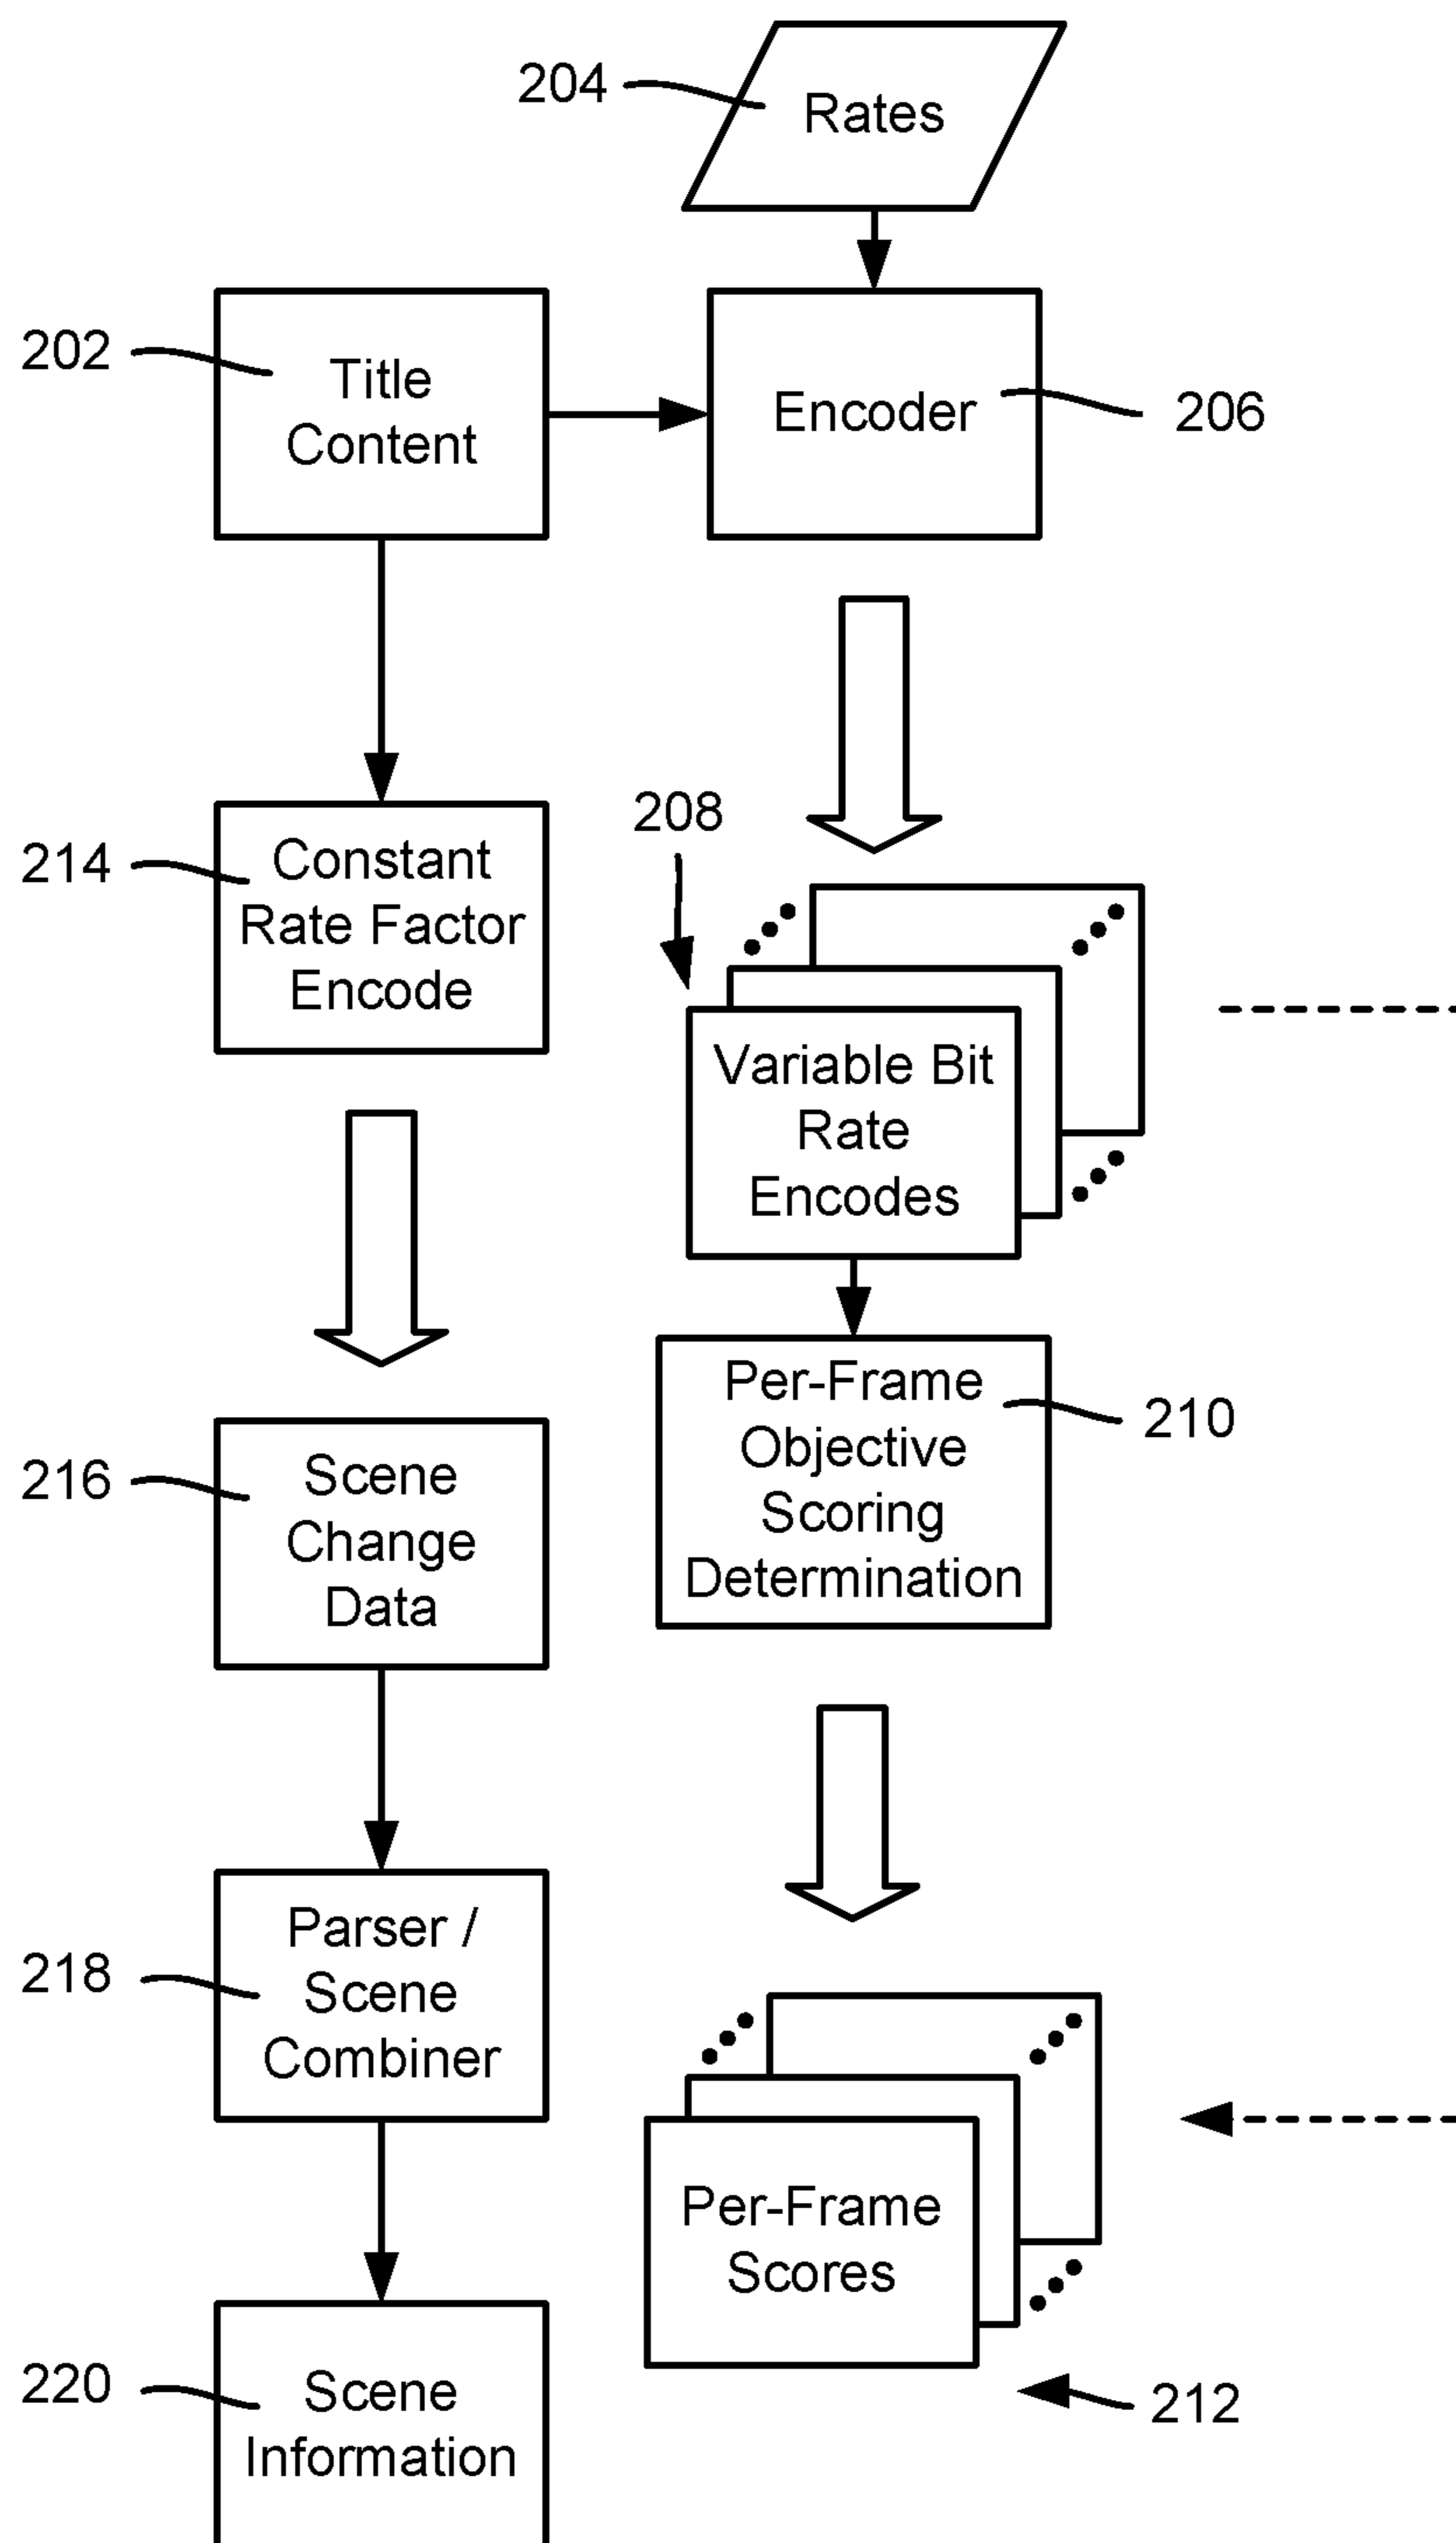 204
Rates
202
Title
Content
Encoder
206
214
Constant
Rate Factor
Encode
208
Variable Bit
Rate
Encodes
216
Scene
Change
Data
Per-Frame
Objective
Scoring
Determination
210
218
Parser /
Scene
Combiner
Per-Frame
Scores
212
220
Scene
Information